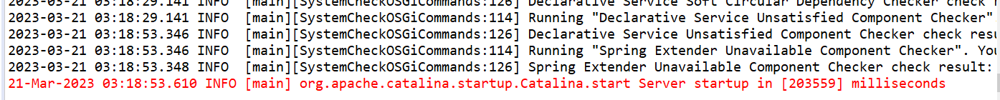 2023-03-21 03:18:29.141 INFO  [main][SystemCheckOSGiCommands:126] Declarative Service Soft Circular Dependency Checker check
2023-03-21 03:18:29.141 INFO  [main][SystemCheckOSGiCommands:114] Running "Declarative Service Unsatisfied Component Checker"
2023-03-21 03:18:53.346 INFO  [main][SystemCheckOSGiCommands:126] Declarative Service Unsatisfied Component Checker check resu
2023-03-21 03:18:53.346 INFO  [main][SystemCheckOSGiCommands:114] Running "Spring Extender Unavailable Component Checker". You
2023-03-21 03:18:53.348 INFO  [main][SystemCheckOSGiCommands:126] Spring Extender Unavailable Component Checker check result:
21-Mar-2023 03:18:53.610 INFO [main] org.apache.catalina.startup.Catalina.start Server startup in [203559] milliseconds